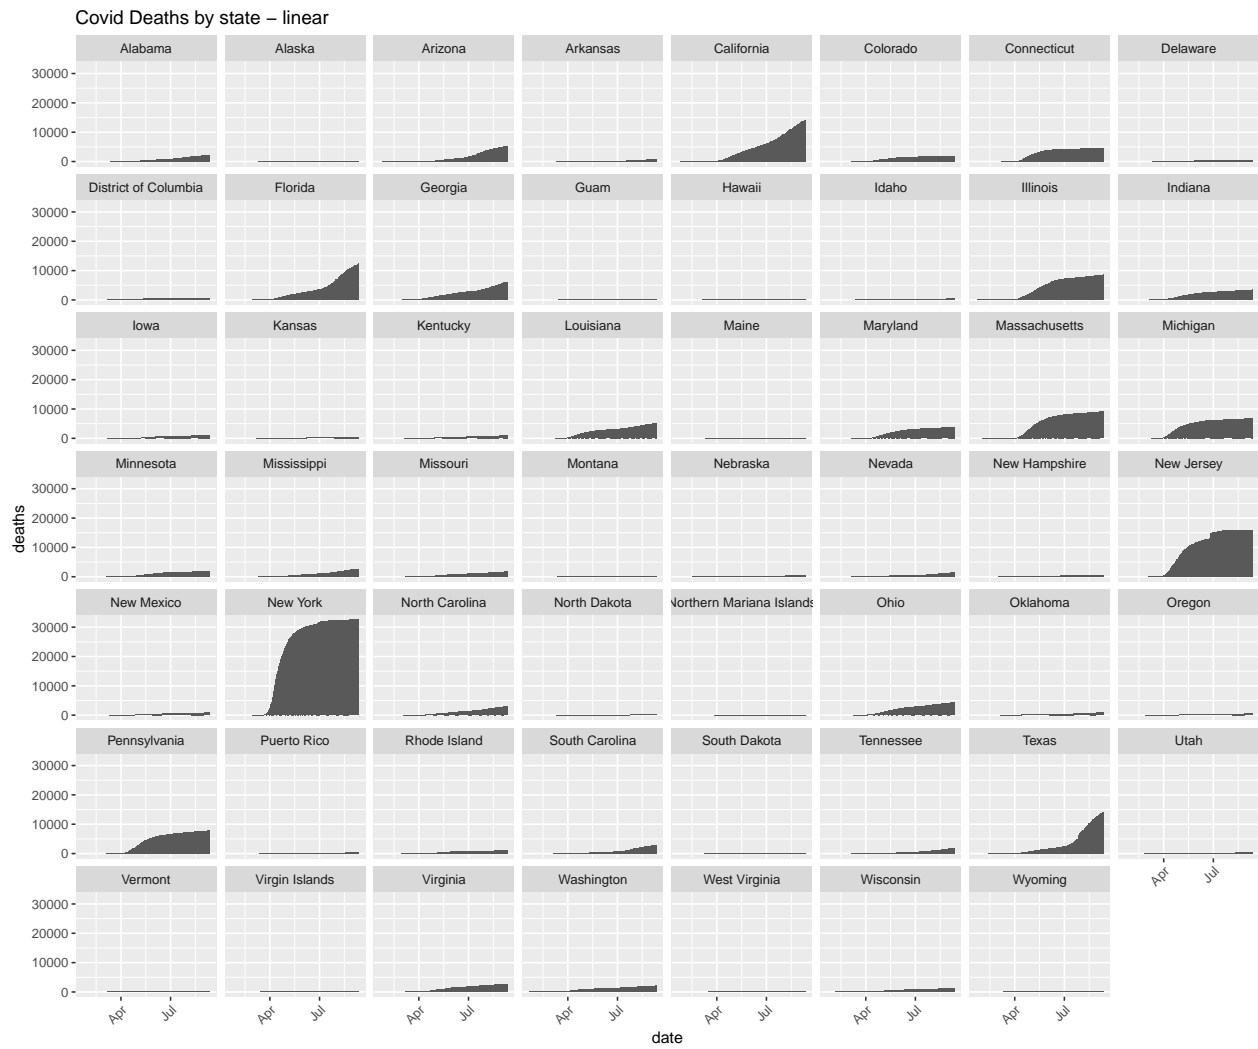 Covid Deaths by state – linear
Alabama Alaska Arizona Arkansas California Colorado Connecticut Delaware
30000
20000
10000
0
District of Columbia Florida Georgia Guam Hawaii Idaho Illinois Indiana
30000
20000
10000
0
Iowa Kansas Kentucky Louisiana Maine Maryland Massachusetts Michigan
30000
20000
10000
0
Minnesota Mississippi Missouri Montana Nebraska Nevada New Hampshire New Jersey
30000
20000
10000
0
deaths
New Mexico New York North Carolina North Dakota Northern Mariana Islands Ohio Oklahoma Oregon
30000
20000
10000
0
Pennsylvania Puerto Rico Rhode Island South Carolina South Dakota Tennessee Texas Utah
30000
20000
10000
0
Apr Jul
Vermont Virgin Islands Virginia Washington West Virginia Wisconsin Wyoming
30000
20000
10000
0
Apr Jul Apr Jul Apr Jul Apr Jul Apr Jul Apr Jul Apr Jul
date